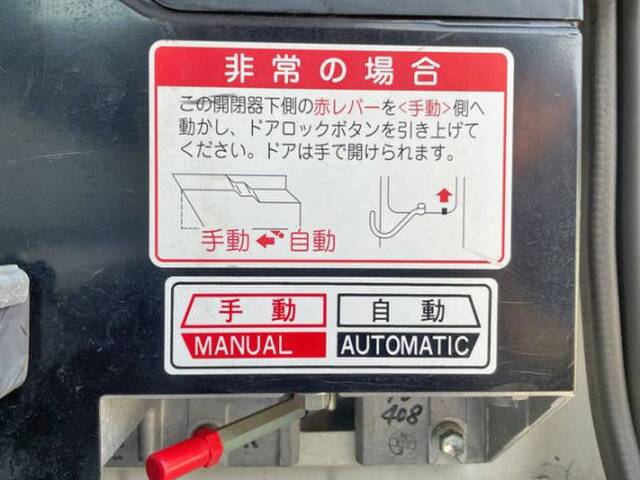 非常の場合
この開閉器下側の赤レバーを<手動>側へ
動かし、ドアロックボタンを引き上げて
ください。ドアは手で開けられます。
手動 自動
手動 自動
MANUAL AUTOMATIC
408